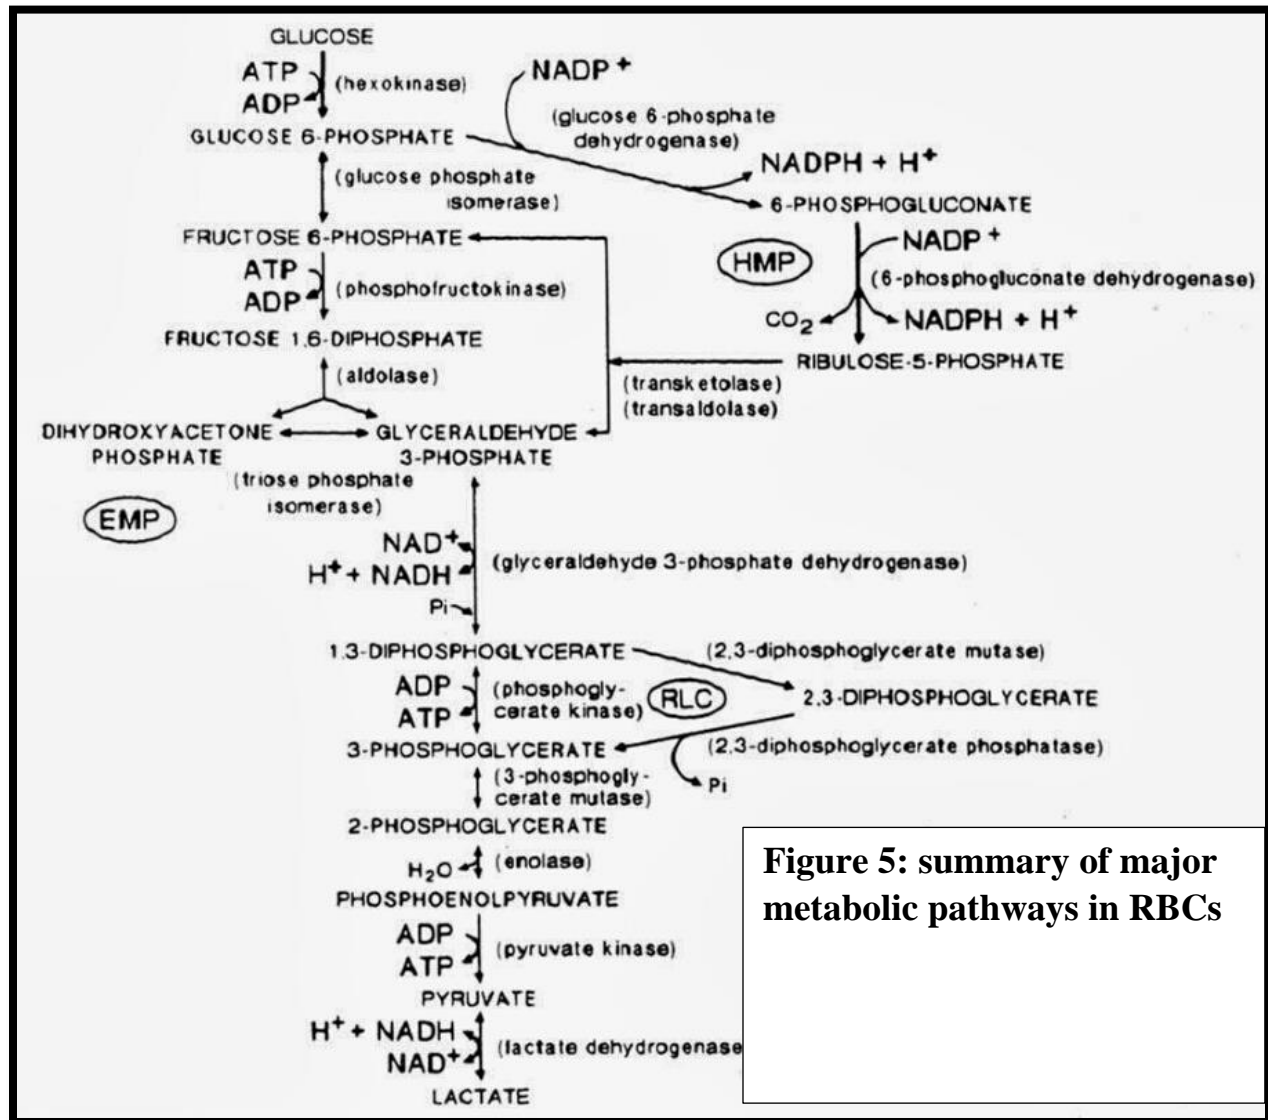 GLUCOSE
ATP
ADP
(hexokinase)
NADP +
(glucose 6-phosphate
dehydrogenase)
GLUCOSE 6-PHOSPHATE
NADPH + H+
(glucose phosphate
isomerase)
6-PHOSPHOGLUCONATE
FRUCTOSE 6-PHOSPHATE
HMP
NADP +
ATP
ADP
(phosphofructokinase)
(6-phosphogluconate dehydrogenase)
CO2
NADPH + H+
FRUCTOSE 1,6-DIPHOSPHATE
RIBULOSE-5-PHOSPHATE
(aldolase)
(transketolase)
(transaldolase)
DIHYDROXYACETONE
PHOSPHATE
GLYCERALDEHYDE
3-PHOSPHATE
(triose phosphate
isomerase)
EMP
NAD+
H+ + NADH
(glyceraldehyde 3-phosphate dehydrogenase)
Pi
1,3-DIPHOSPHOGLYCERATE
(2,3-diphosphoglycerate mutase)
ADP
ATP
(phosphogly-
cerate kinase)
RLC
2,3-DIPHOSPHOGLYCERATE
3-PHOSPHOGLYCERATE
(2,3-diphosphoglycerate phosphatase)
Pi
(3-phosphogly-
cerate mutase)
2-PHOSPHOGLYCERATE
H2O
(enolase)
PHOSPHOENOLPYRUVATE
ADP
ATP
(pyruvate kinase)
PYRUVATE
H+ + NADH
NAD+
(lactate dehydrogenase
LACTATE
Figure 5: summary of major
metabolic pathways in RBCs